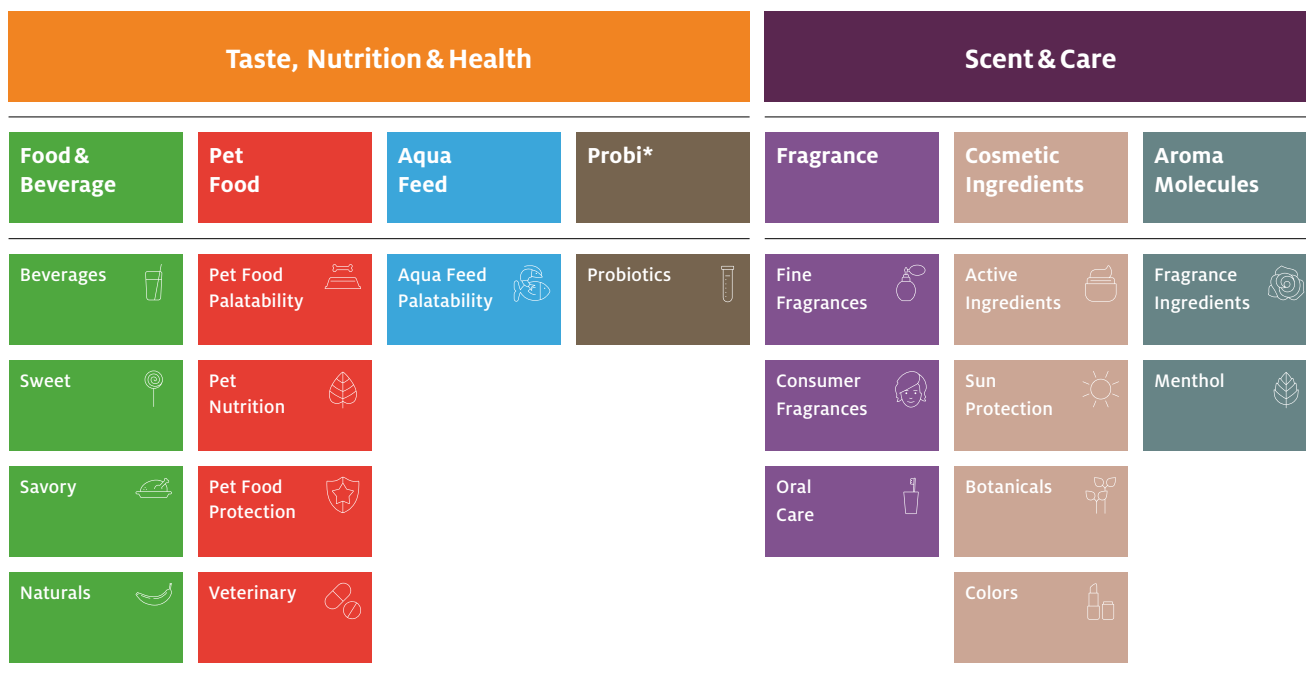 Taste, Nutrition & Health
Scent & Care
Food &
Beverage
Pet
Food
Aqua
Feed
Probi*
Fragrance
Cosmetic
Ingredients
Aroma
Molecules
Beverages
Pet Food
Palatability
Aqua Feed
Palatability
Probiotics
Fine
Fragrances
Active
Ingredients
Fragrance
Ingredients
Sweet
Pet
Nutrition
Consumer
Fragrances
Sun
Protection
Menthol
Savory
Pet Food
Protection
Oral
Care
Botanicals
Naturals
Veterinary
Colors